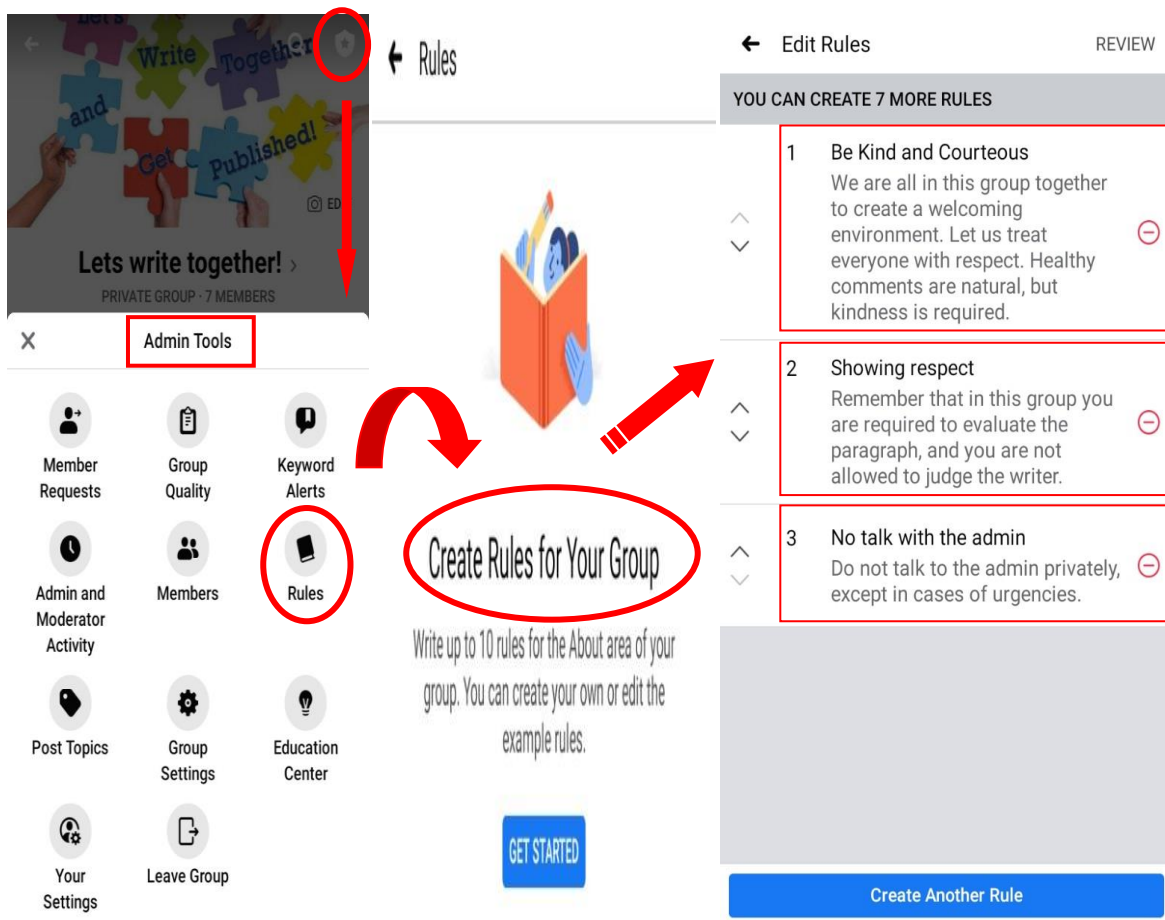 Let's
Write Together
and
Get Published!
ED
Lets write together! ›
PRIVATE GROUP · 7 MEMBERS
X
Admin Tools
Member
Requests
Group
Quality
Keyword
Alerts
Admin and
Moderator
Activity
Members
Rules
Post Topics
Group
Settings
Education
Center
Your
Settings
Leave Group
Rules
Create Rules for Your Group
Write up to 10 rules for the About area of your
group. You can create your own or edit the
example rules.
GET STARTED
Edit Rules REVIEW
YOU CAN CREATE 7 MORE RULES
1 Be Kind and Courteous
We are all in this group together
to create a welcoming
environment. Let us treat
everyone with respect. Healthy
comments are natural, but
kindness is required.
2 Showing respect
Remember that in this group you
are required to evaluate the
paragraph, and you are not
allowed to judge the writer.
3 No talk with the admin
Do not talk to the admin privately,
except in cases of urgencies.
Create Another Rule